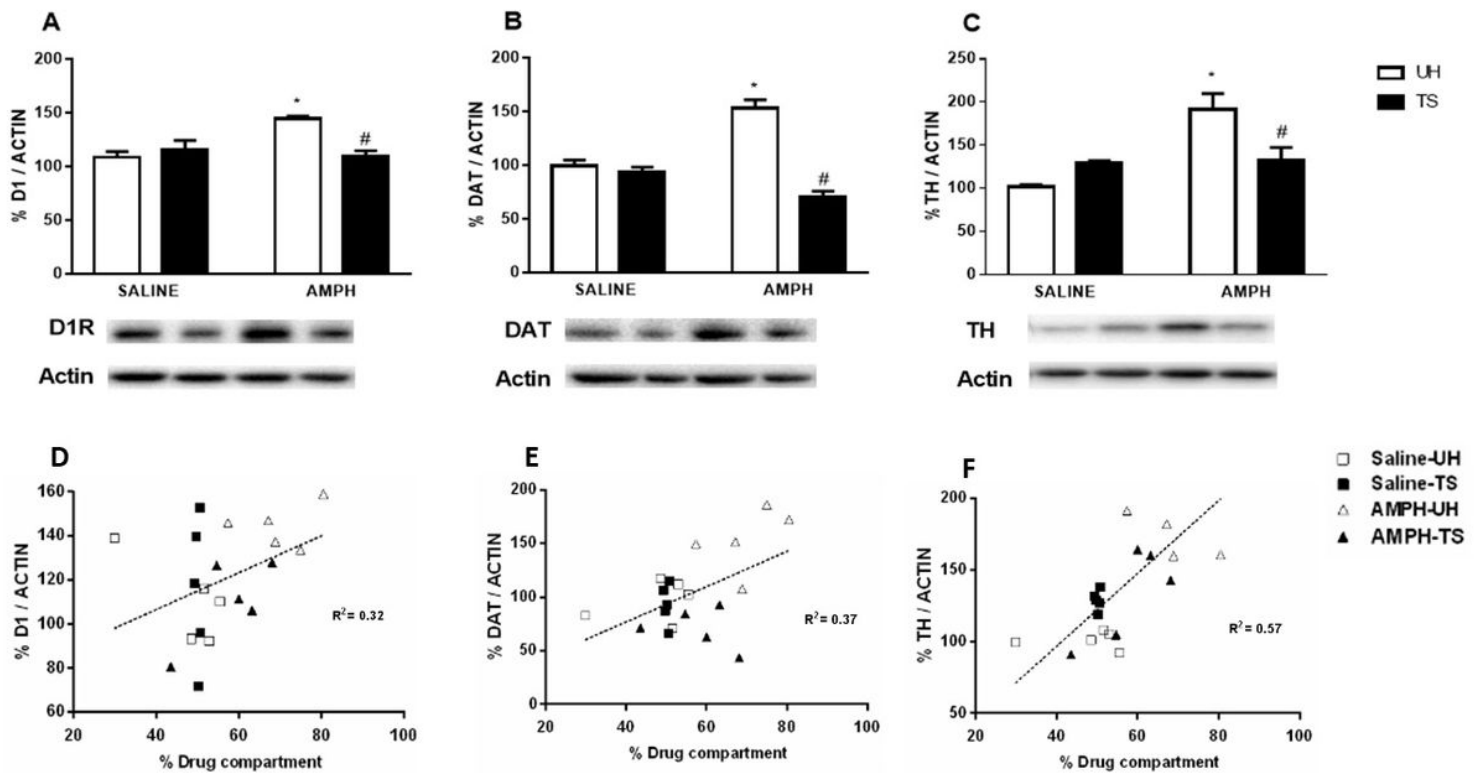 A
% D1 / ACTIN
200
150
100
50
0
*
#
SALINE
AMPH
D1R
Actin
B
% DAT / ACTIN
200
150
100
50
0
*
#
SALINE
AMPH
DAT
Actin
C
% TH / ACTIN
250
200
150
100
50
0
*
#
SALINE
AMPH
TH
Actin
UH
TS
D
% D1 / ACTIN
160
140
120
100
80
60
R²= 0.32
20
40
60
80
100
% Drug compartment
E
% DAT / ACTIN
200
150
100
50
0
R²= 0.37
20
40
60
80
100
% Drug compartment
F
% TH / ACTIN
200
150
100
50
R²= 0.57
20
40
60
80
100
% Drug compartment
Saline-UH
Saline-TS
AMPH-UH
AMPH-TS